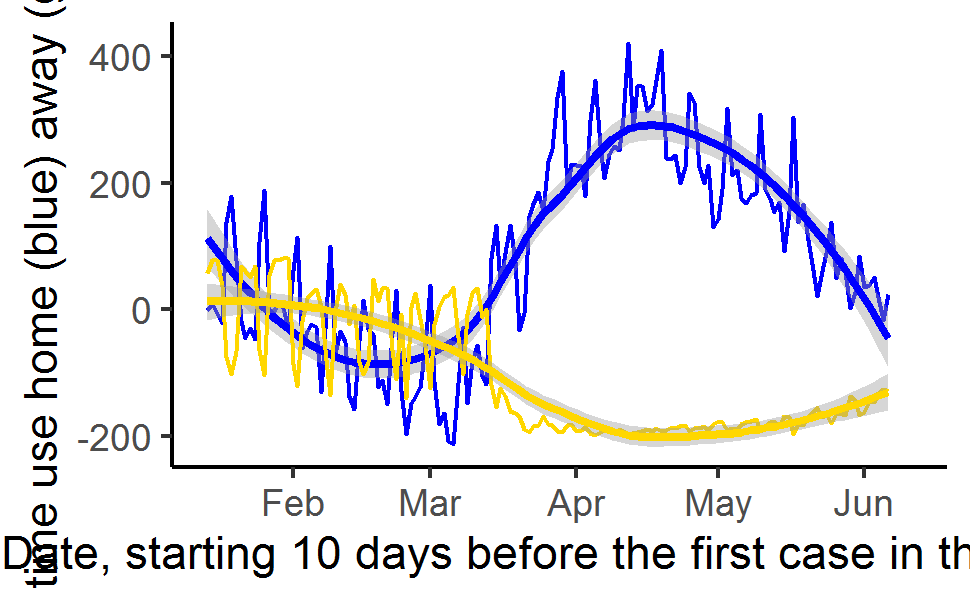 time use home (blue) away (
400
200
0
-200
Feb Mar Apr May Jun
Date, starting 10 days before the first case in th